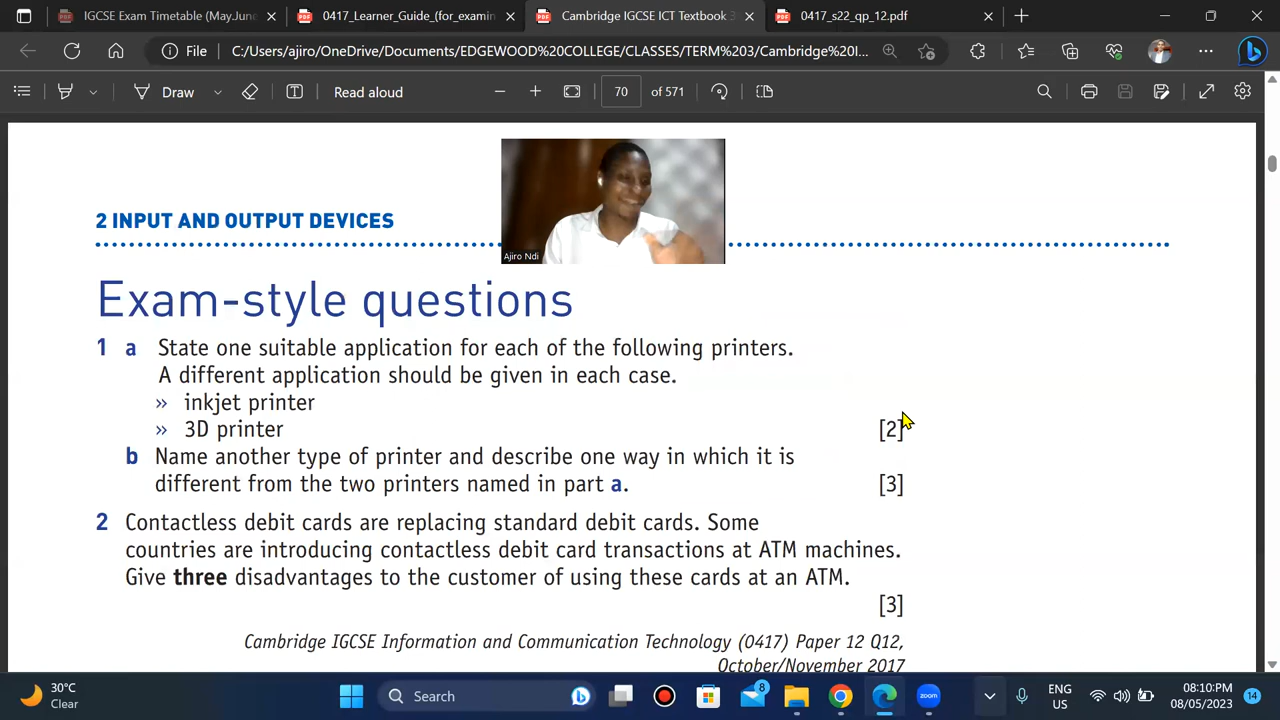 IGCSE Exam Timetable (May.June
0417_Learner_Guide_(for_examin
Cambridge IGCSE ICT Textbook 3
0417_s22_qp_12.pdf
File
C:/Users/ajiro/OneDrive/Documents/EDGEWOOD%20COLLEGE/CLASSES/TERM%203/Cambridge%20I...
Draw
Read aloud
70 of 571
2 INPUT AND OUTPUT DEVICES
Ajiro Ndi
Exam-style questions
1 a State one suitable application for each of the following printers.
A different application should be given in each case.
» inkjet printer
» 3D printer [2]
b Name another type of printer and describe one way in which it is
different from the two printers named in part a. [3]
2 Contactless debit cards are replacing standard debit cards. Some
countries are introducing contactless debit card transactions at ATM machines.
Give three disadvantages to the customer of using these cards at an ATM.
[3]
Cambridge IGCSE Information and Communication Technology (0417) Paper 12 Q12,
October/November 2017
30°C
Clear
Search
8
zoom
ENG
US
08:10:PM
08/05/2023
14